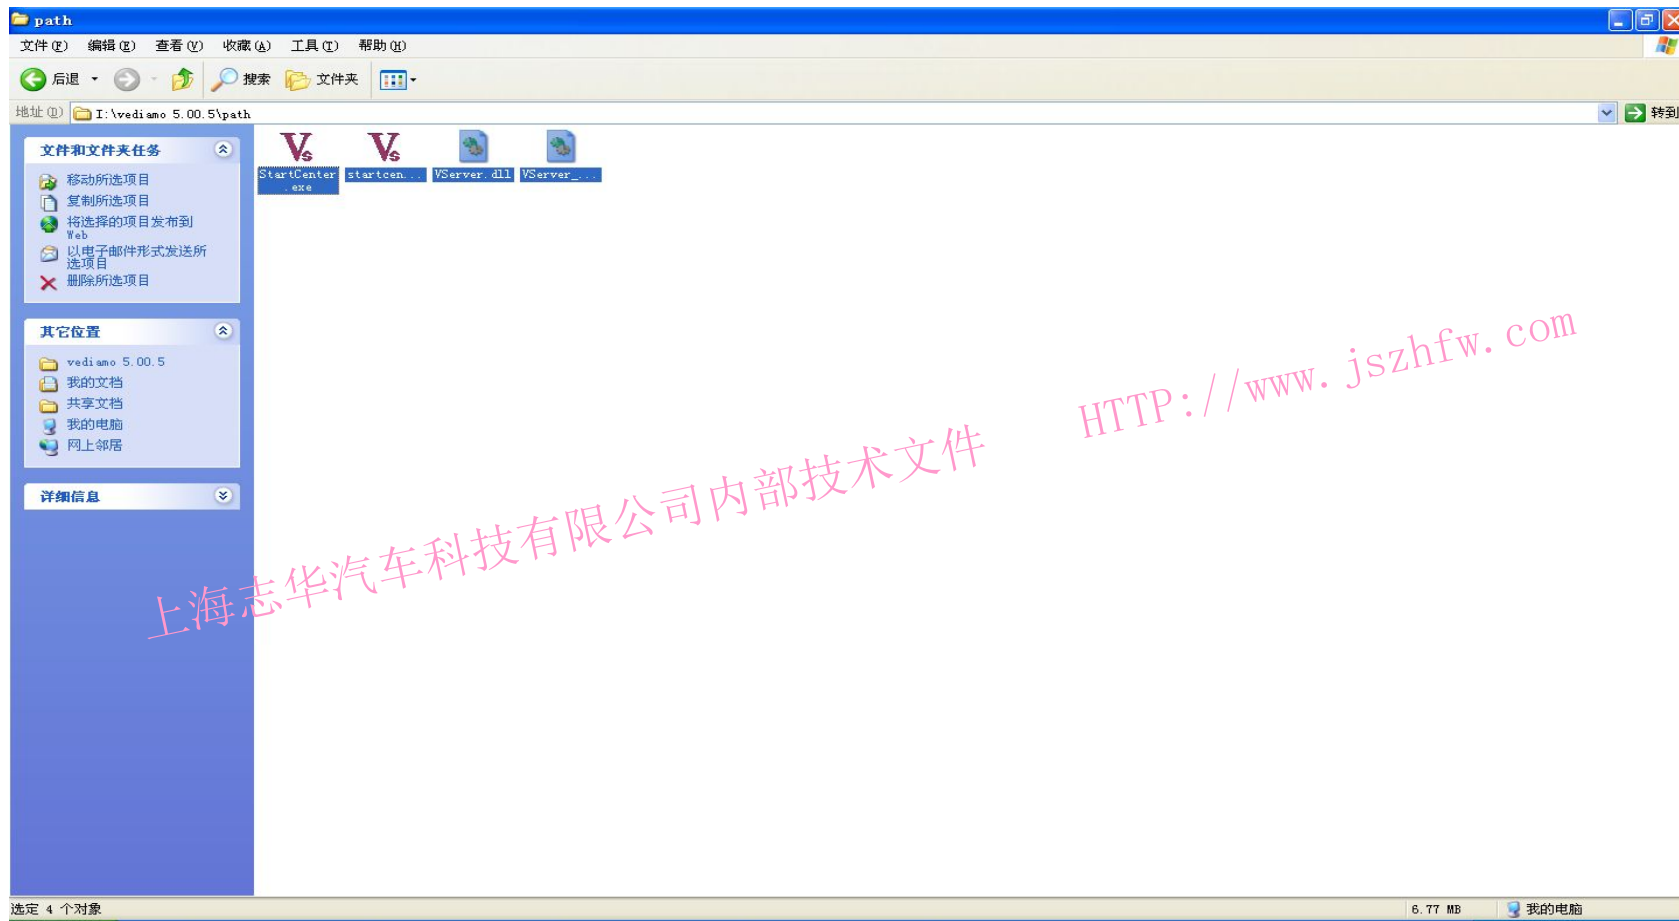 path
文件(F) 编辑(E) 查看(V) 收藏(A) 工具(T) 帮助(H)
后退 搜索 文件夹
地址(D) I:\vediamo 5.00.5\path 转到
文件和文件夹任务
移动所选项目
复制所选项目
将选择的项目发布到
Web
以电子邮件形式发送所
选项目
删除所选项目
其它位置
vediamo 5.00.5
我的文档
共享文档
我的电脑
网上邻居
详细信息
StartCenter
.exe
startcen...
VServer.dll
VServer_...
HTTP://www.jszhfw.com
上海志华汽车科技有限公司内部技术文件
选定 4 个对象 6.77 MB 我的电脑